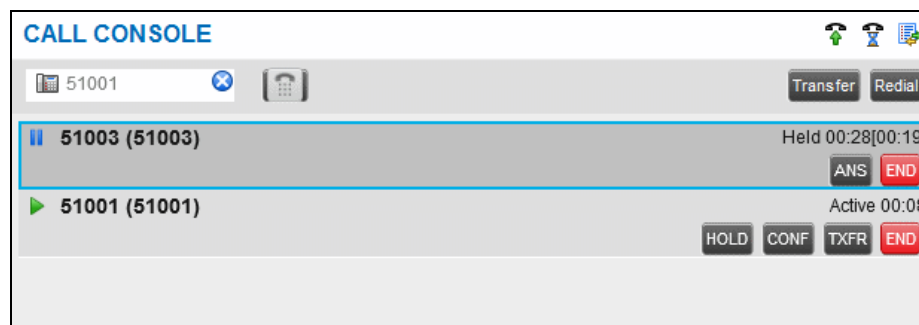 CALL CONSOLE
51001 Transfer Redial
51003 (51003) Held 00:28[00:19
ANS END
51001 (51001) Active 00:08
HOLD CONF TXFR END